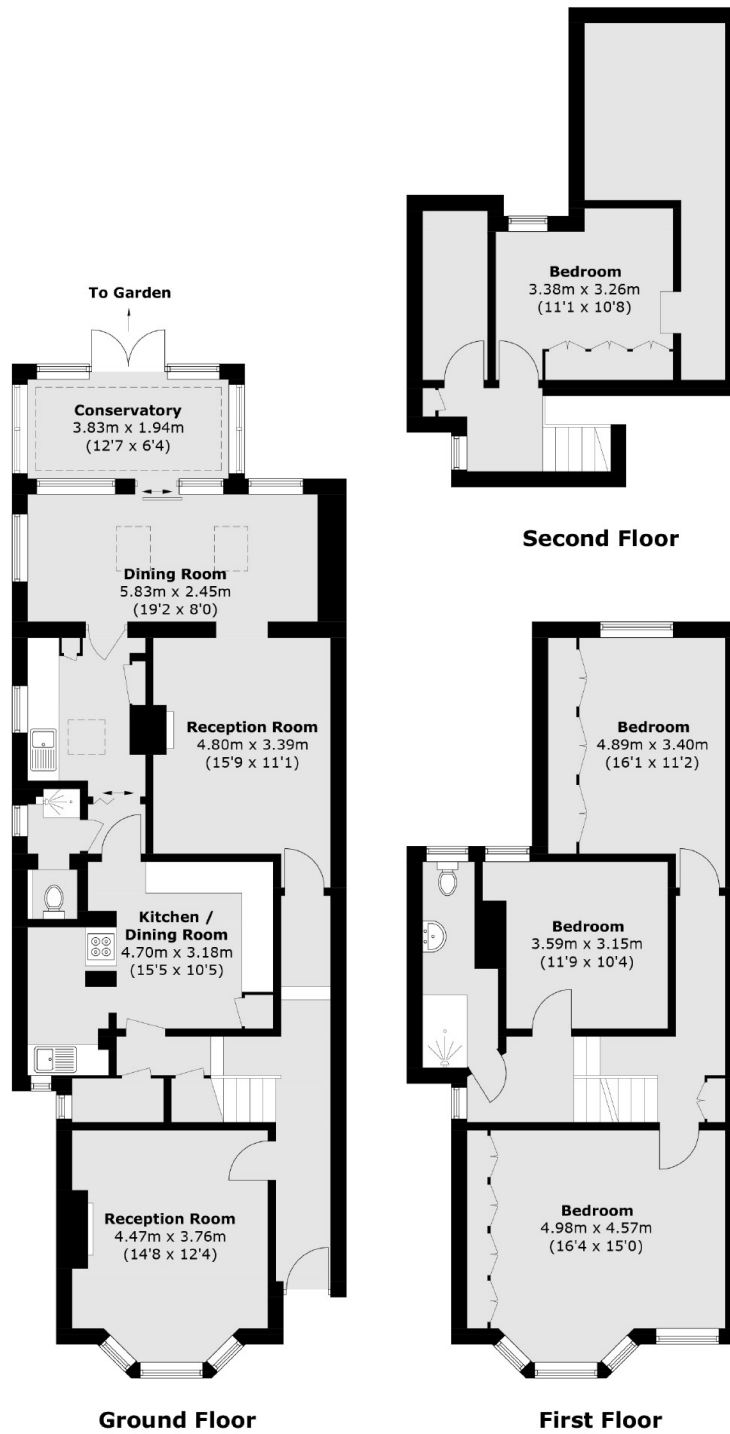 To Garden
Conservatory
3.83m x 1.94m
(12'7 x 6'4)
Dining Room
5.83m x 2.45m
(19'2 x 8'0)
Reception Room
4.80m x 3.39m
(15'9 x 11'1)
Kitchen /
Dining Room
4.70m x 3.18m
(15'5 x 10'5)
Reception Room
4.47m x 3.76m
(14'8 x 12'4)
Ground Floor
Bedroom
3.38m x 3.26m
(11'1 x 10'8)
Second Floor
Bedroom
4.89m x 3.40m
(16'1 x 11'2)
Bedroom
3.59m x 3.15m
(11'9 x 10'4)
Bedroom
4.98m x 4.57m
(16'4 x 15'0)
First Floor